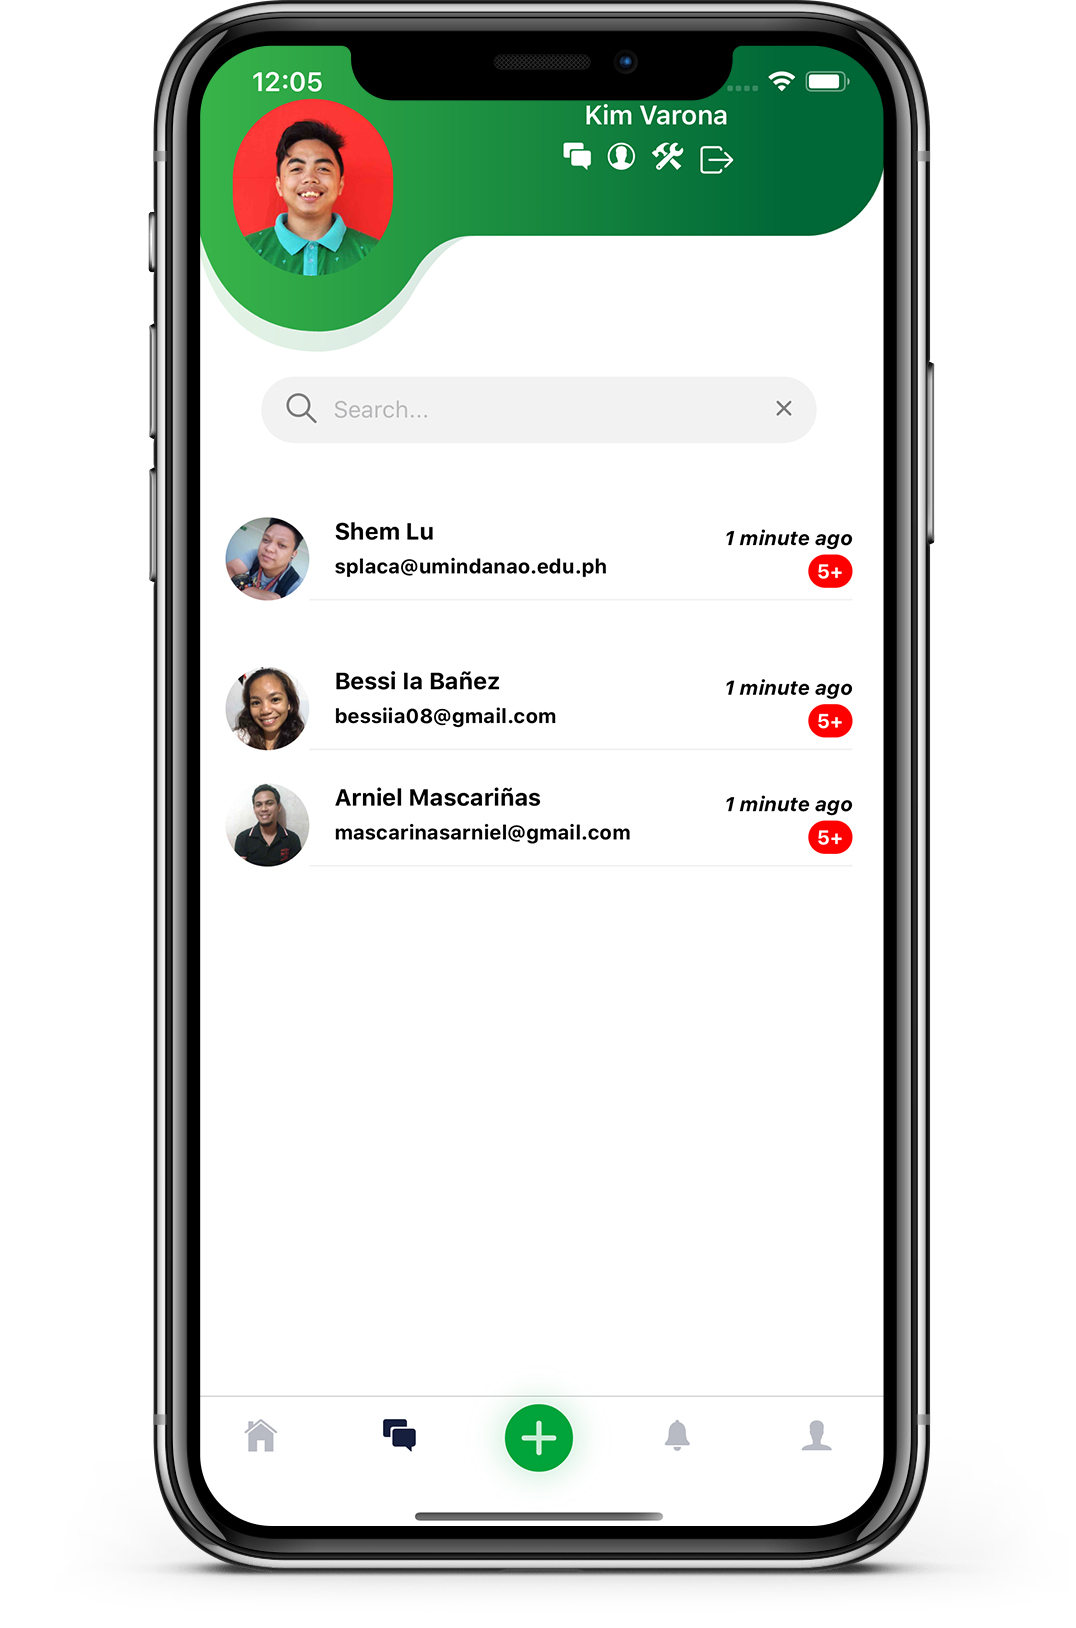 12:05
Kim Varona
Search...
Shem Lu
1 minute ago
splaca@umindanao.edu.ph
5+
Bessi Ia Bañez
1 minute ago
bessiia08@gmail.com
5+
Arniel Mascariñas
1 minute ago
mascarinasarniel@gmail.com
5+